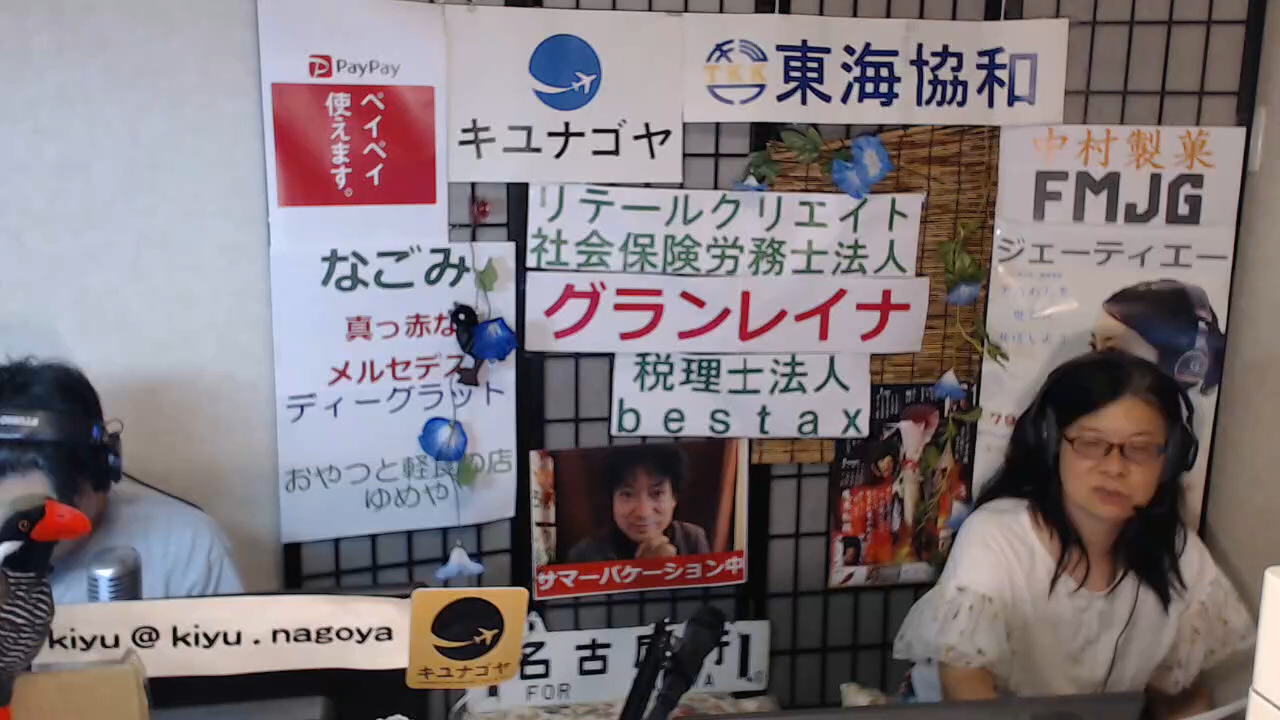 PayPay
ペイペイ
使えます。
キユナゴヤ
TKK
東海協和
中村製菓
FMJG
ジェーティエー
リテールクリエイト
社会保険労務士法人
グランレイナ
税理士法人
bestax
なごみ
真っ赤な
メルセデス
ディーグラット
おやつと軽食の店
ゆめや
サマーバケーション中
kiyu @ kiyu . nagoya
キユナゴヤ
名古屋
FOR